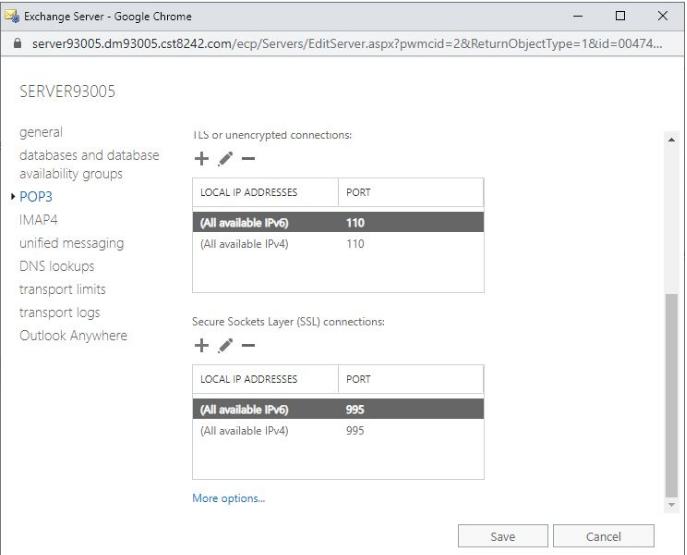 Exchange Server - Google Chrome
server93005.dm93005.cst8242.com/ecp/Servers/EditServer.aspx?pwmcid=2&ReturnObjectType=1&id=00474...
SERVER93005
general
databases and database
availability groups
POP3
IMAP4
unified messaging
DNS lookups
transport limits
transport logs
Outlook Anywhere
TLS or unencrypted connections:
LOCAL IP ADDRESSES PORT
(All available IPv6) 110
(All available IPv4) 110
Secure Sockets Layer (SSL) connections:
LOCAL IP ADDRESSES PORT
(All available IPv6) 995
(All available IPv4) 995
More options...
Save Cancel